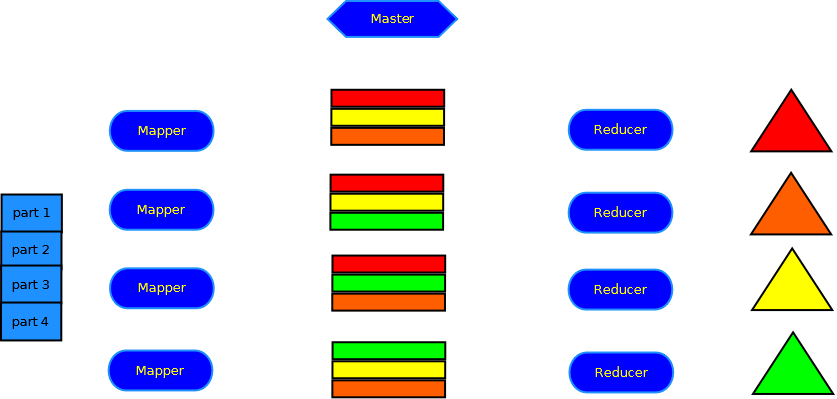 Master
Mapper
Reducer
Mapper
Reducer
part 1
part 2
part 3
part 4
Mapper
Reducer
Mapper
Reducer